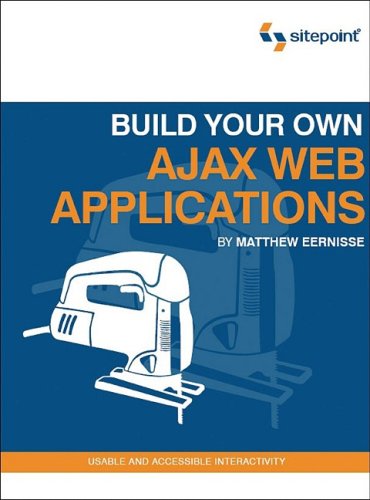 sitepoint
BUILD YOUR OWN
AJAX WEB
APPLICATIONS
BY MATTHEW EERNISSE
USABLE AND ACCESSIBLE INTERACTIVITY